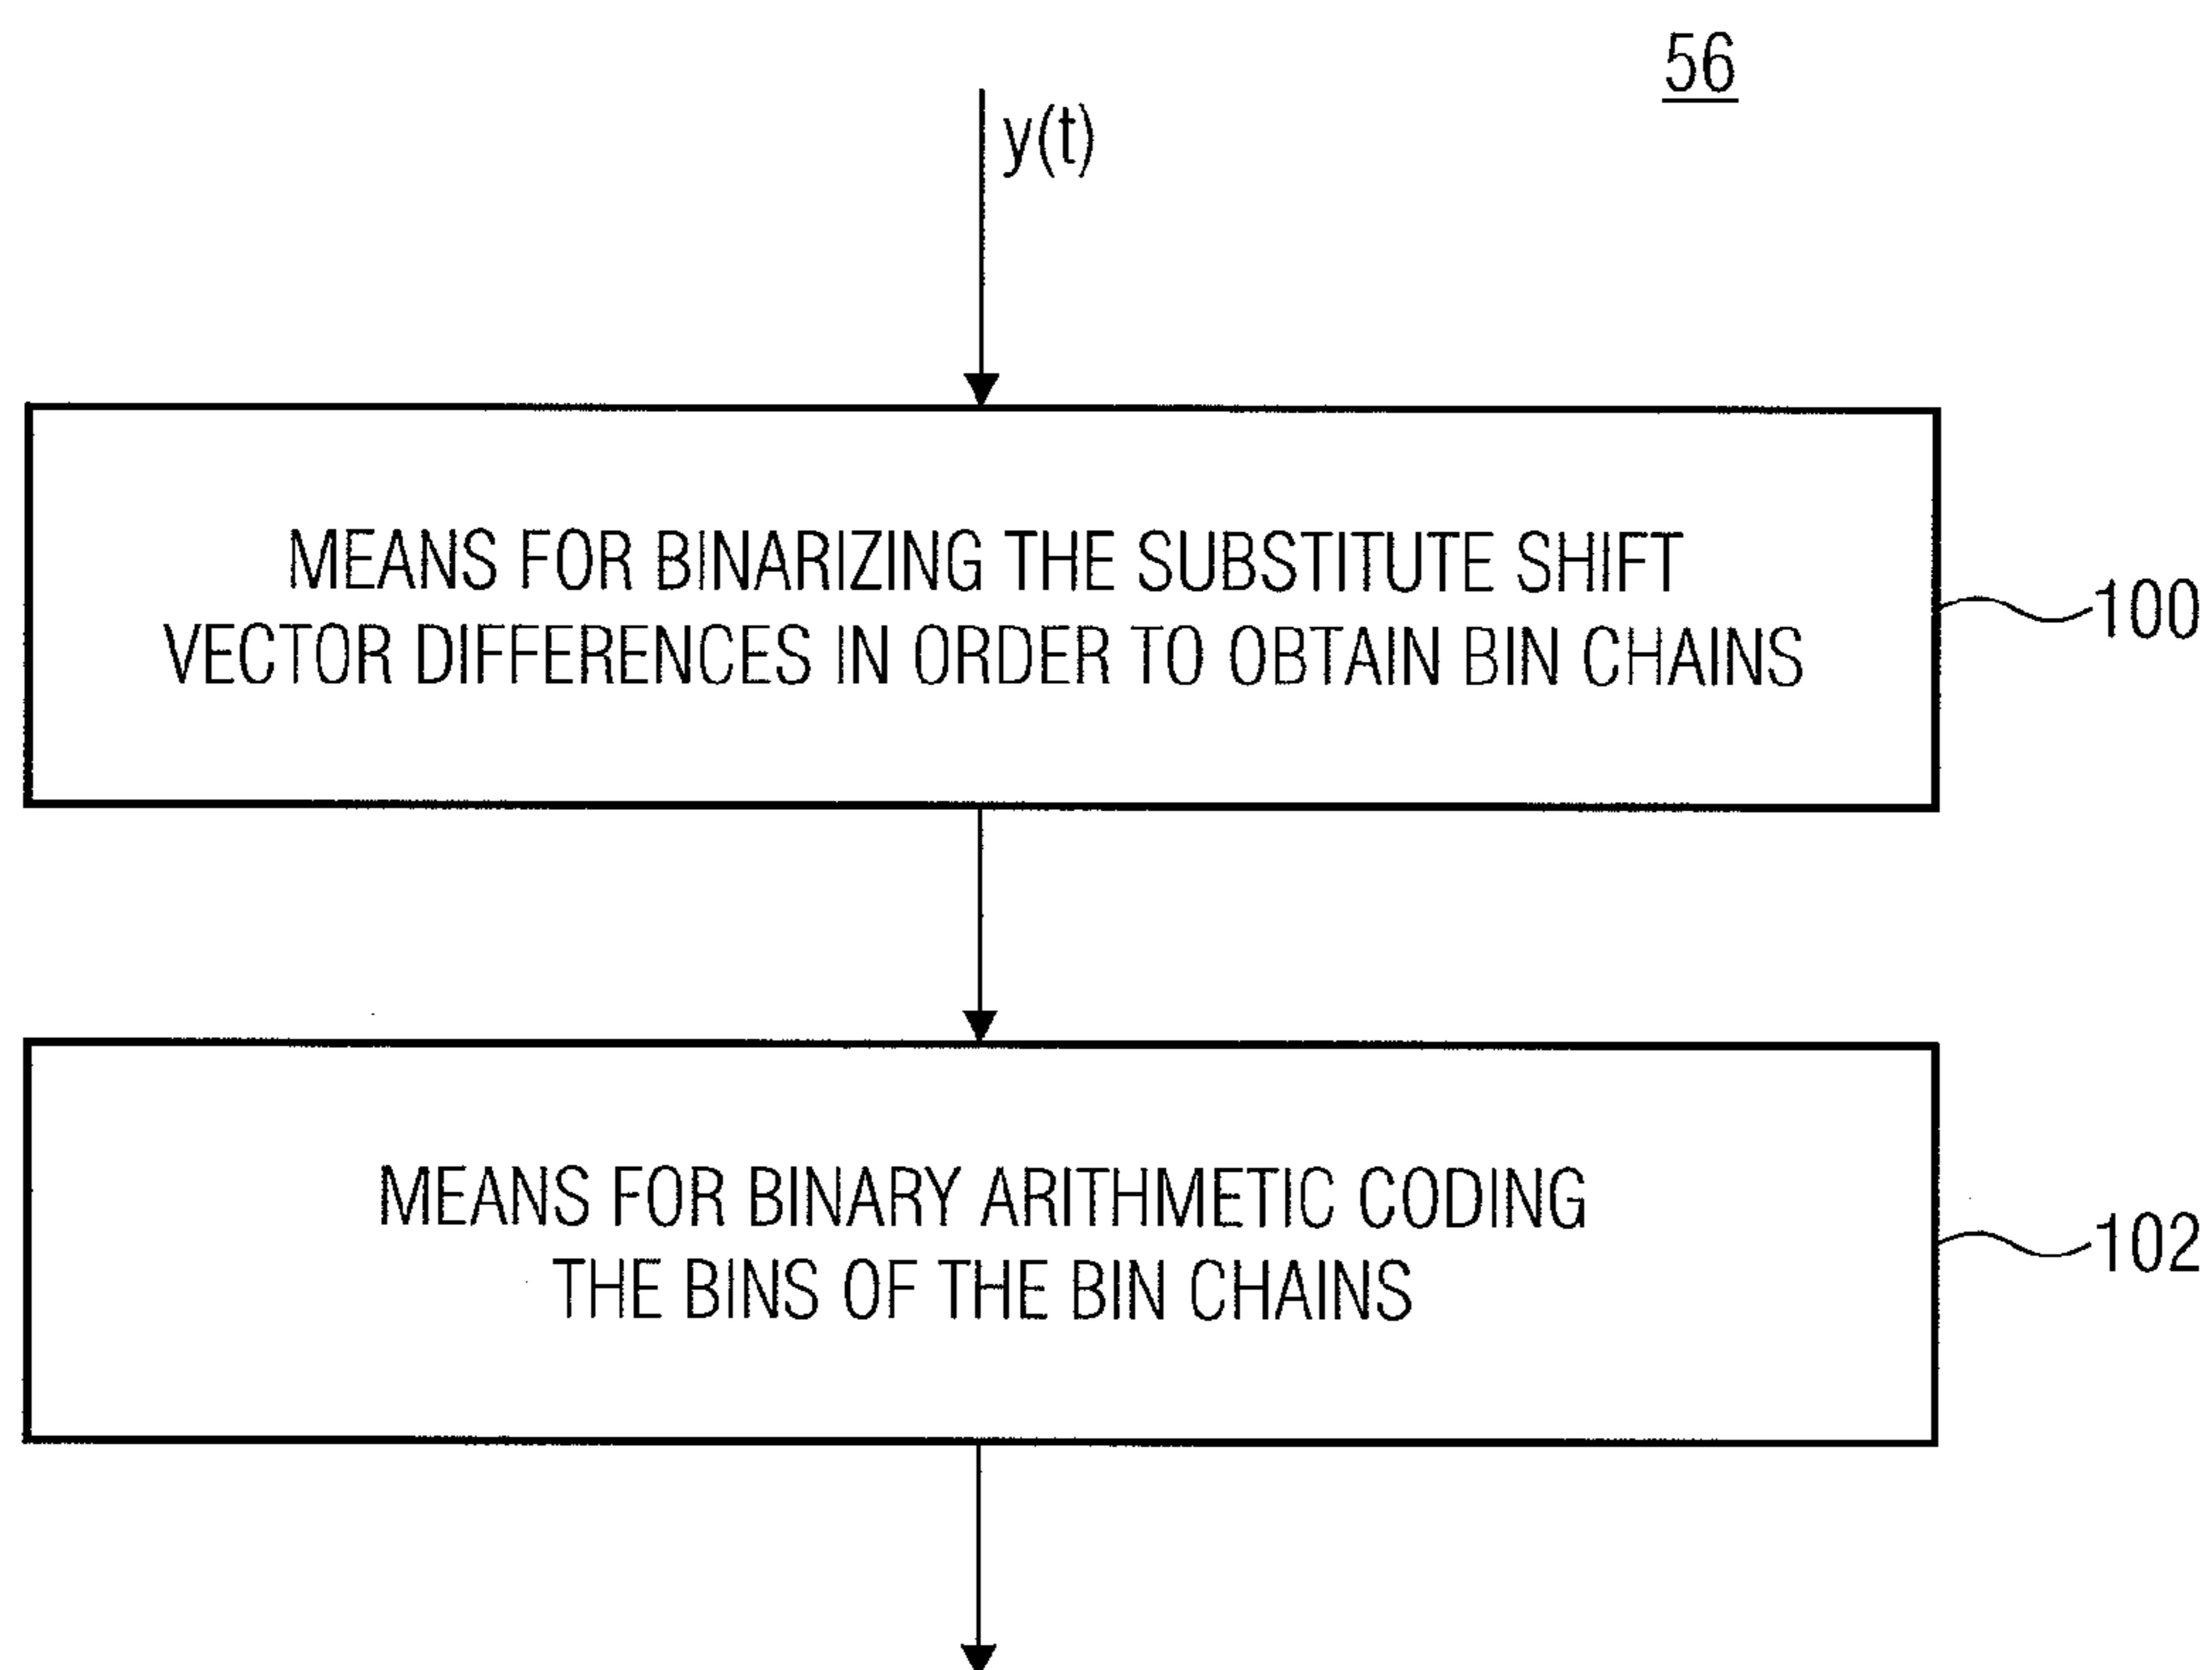 56
y(t)
MEANS FOR BINARIZING THE SUBSTITUTE SHIFT
VECTOR DIFFERENCES IN ORDER TO OBTAIN BIN CHAINS
100
MEANS FOR BINARY ARITHMETIC CODING
THE BINS OF THE BIN CHAINS
102